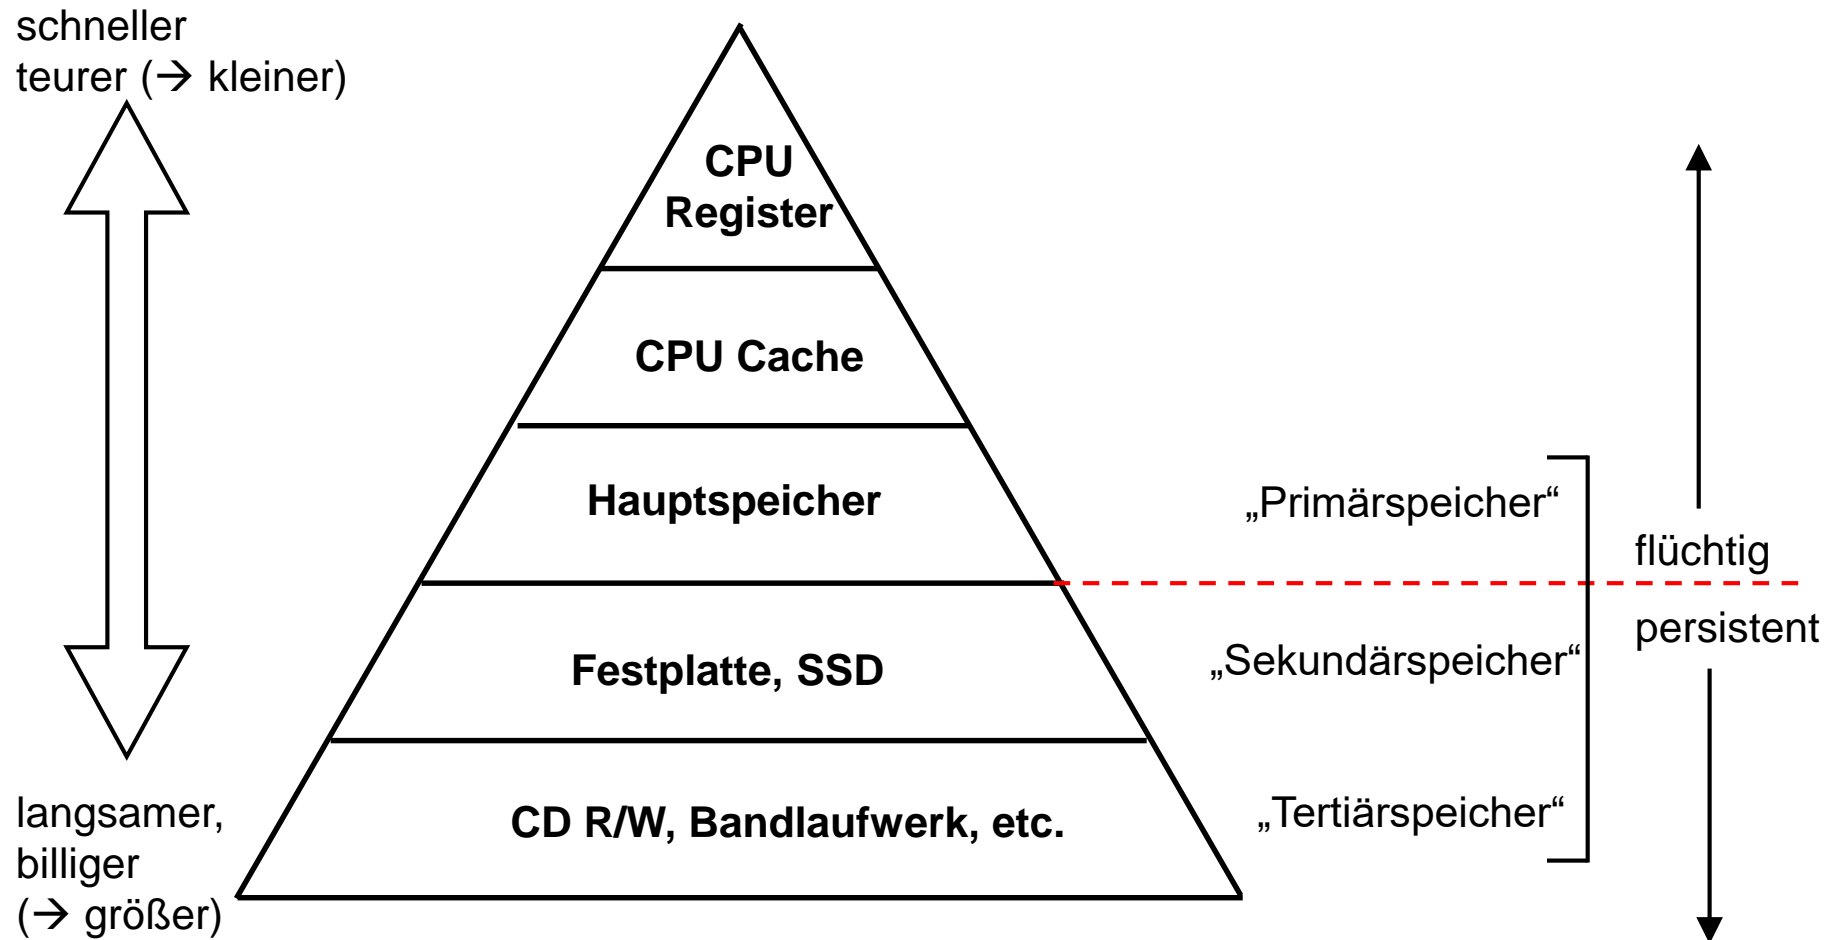 schneller
teurer (→ kleiner)
CPU
Register
CPU Cache
Hauptspeicher
„Primärspeicher“
flüchtig
persistent
Festplatte, SSD
„Sekundärspeicher“
CD R/W, Bandlaufwerk, etc.
„Tertiärspeicher“
langsamer,
billiger
(→ größer)